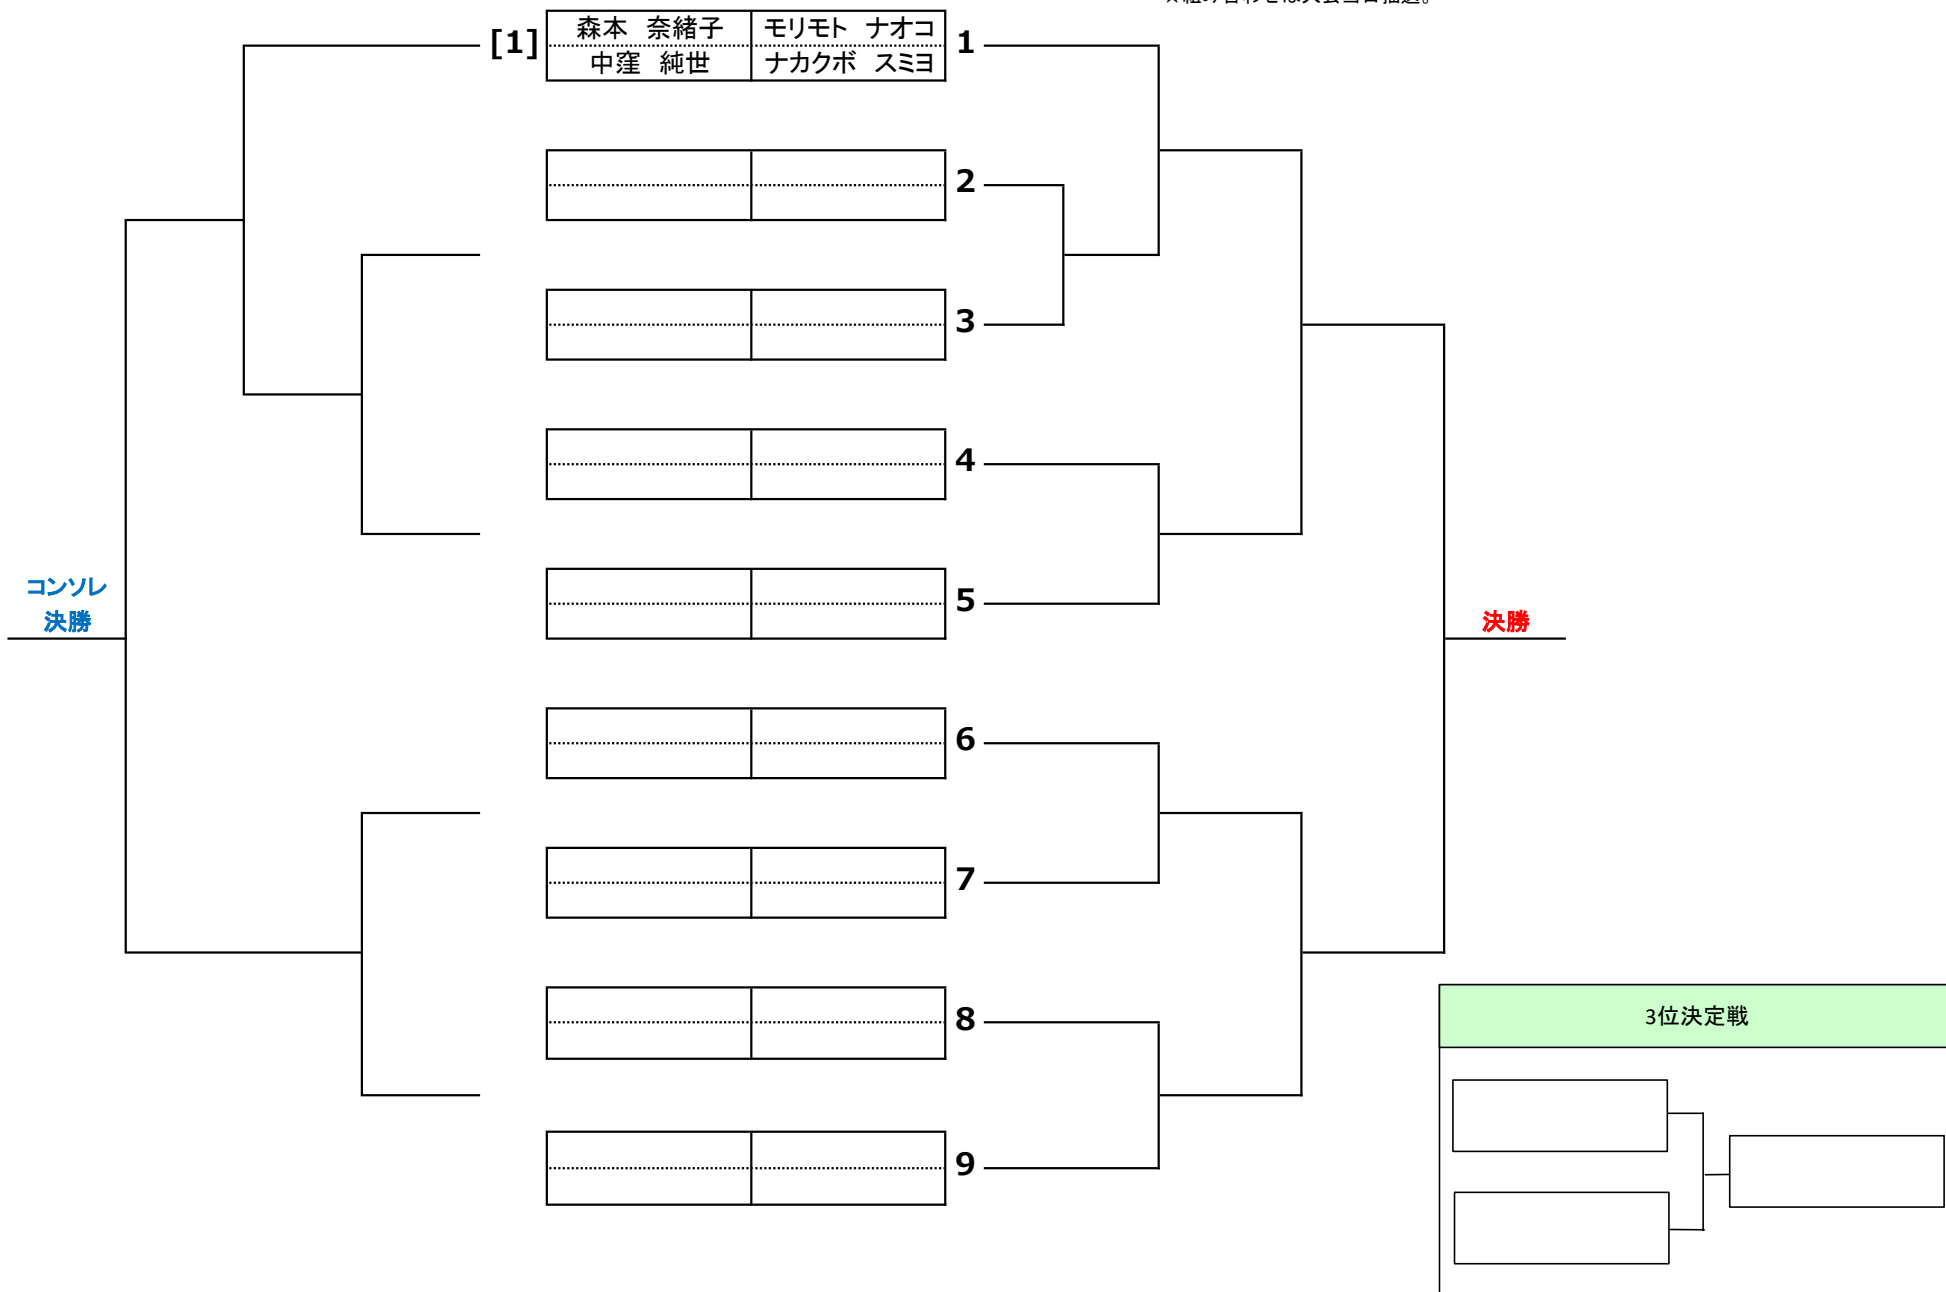 [1] 森本　奈緒子 モリモト　ナオコ 1
中窪　純世 ナカクボ　スミヨ
2
3
4
コンソレ
決勝
5
決勝
6
7
8
3位決定戦
9